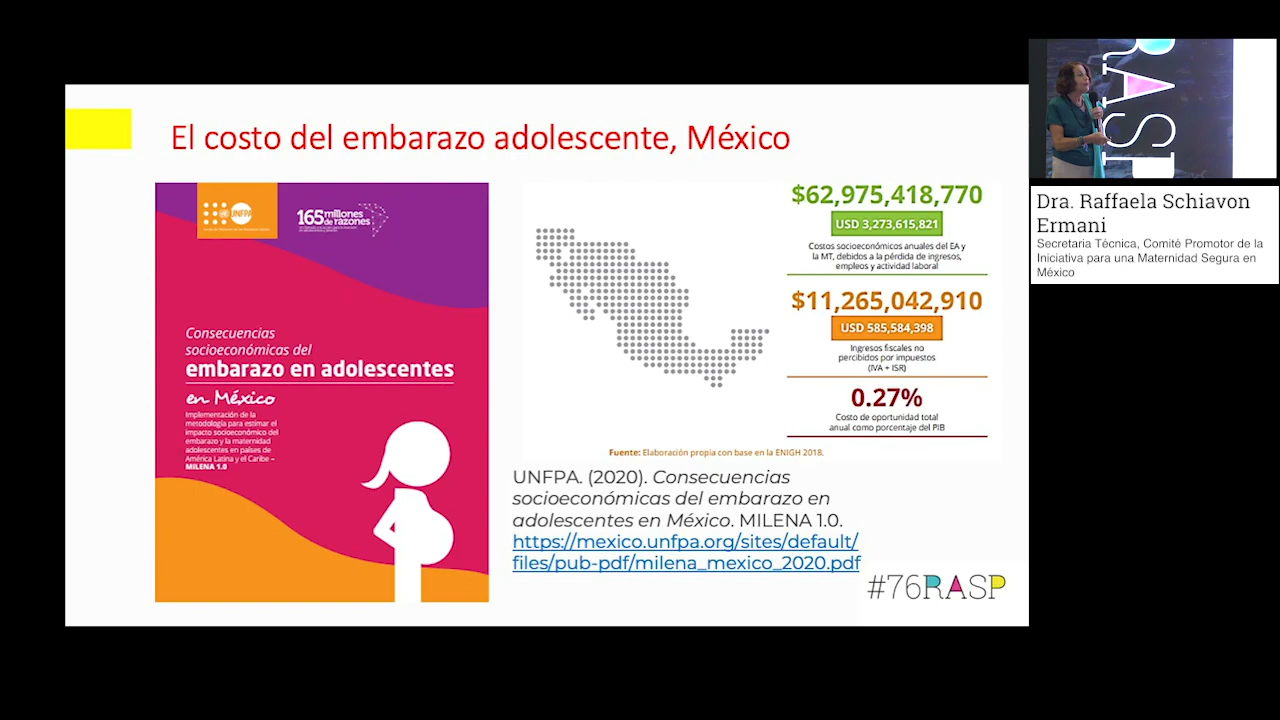 El costo del embarazo adolescente, México
UNFPA
165 millones
de razones
Consecuencias
socioeconómicas del
embarazo en adolescentes
en México
Implementación de la
metodología para estimar el
impacto socioeconómico del
embarazo y la maternidad
adolescentes en países de
América Latina y el Caribe –
MILENA 1.0
$62,975,418,770
USD 3,273,615,821
Costos socioeconómicos anuales del EA y
la MT, debidos a la pérdida de ingresos,
empleos y actividad laboral
$11,265,042,910
USD 585,584,398
Ingresos fiscales no
percibidos por impuestos
(IVA + ISR)
0.27%
Costo de oportunidad total
anual como porcentaje del PIB
Fuente: Elaboración propia con base en la ENIGH 2018.
UNFPA. (2020). Consecuencias
socioeconómicas del embarazo en
adolescentes en México. MILENA 1.0.
https://mexico.unfpa.org/sites/default/
files/pub-pdf/milena_mexico_2020.pdf
#76RASP
RASP
Dra. Raffaela Schiavon
Ermani
Secretaria Técnica, Comité Promotor de la
Iniciativa para una Maternidad Segura en
México